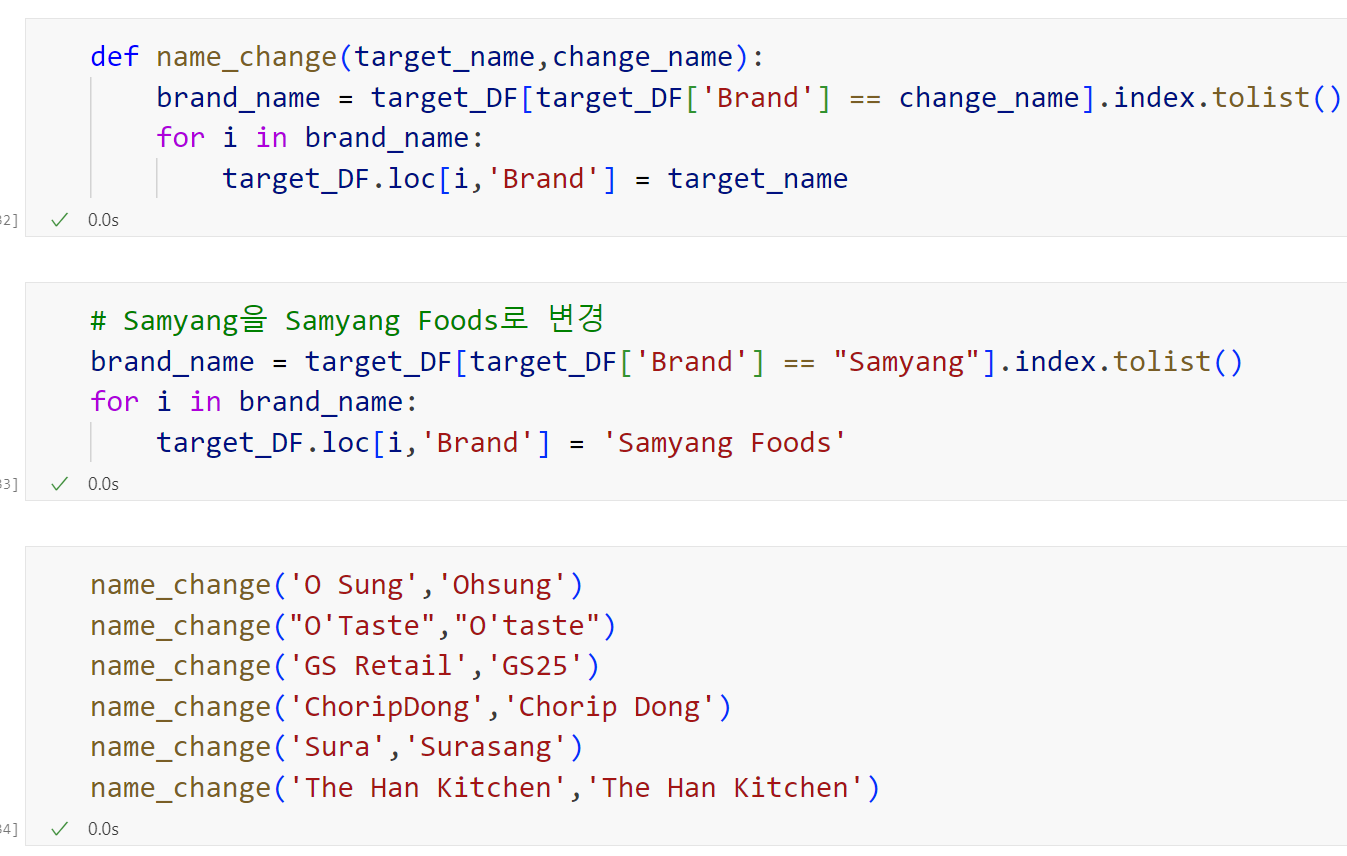 def name_change(target_name,change_name):
    brand_name = target_DF[target_DF['Brand'] == change_name].index.tolist()
    for i in brand_name:
        target_DF.loc[i,'Brand'] = target_name
2] ✓ 0.0s
# Samyang을 Samyang Foods로 변경
brand_name = target_DF[target_DF['Brand'] == "Samyang"].index.tolist()
for i in brand_name:
    target_DF.loc[i,'Brand'] = 'Samyang Foods'
3] ✓ 0.0s
name_change('O Sung','Ohsung')
name_change("O'Taste","O'taste")
name_change('GS Retail','GS25')
name_change('ChoripDong','Chorip Dong')
name_change('Sura','Surasang')
name_change('The Han Kitchen','The Han Kitchen')
4] ✓ 0.0s